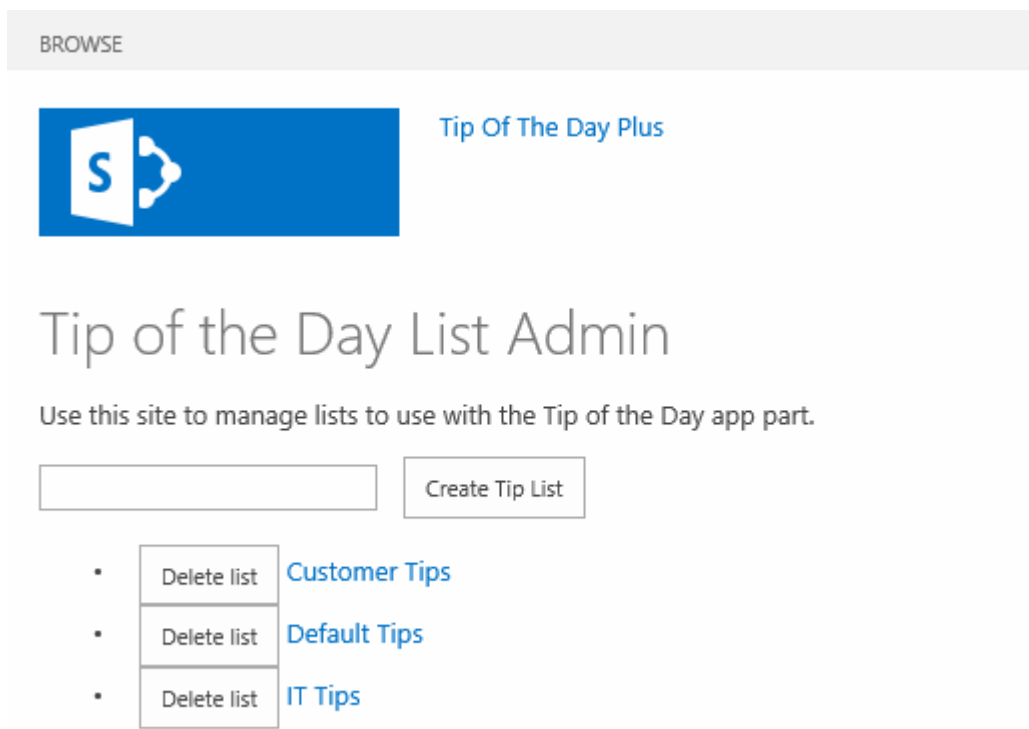 BROWSE
S
Tip Of The Day Plus
Tip of the Day List Admin
Use this site to manage lists to use with the Tip of the Day app part.
Create Tip List
• Delete list Customer Tips
• Delete list Default Tips
• Delete list IT Tips